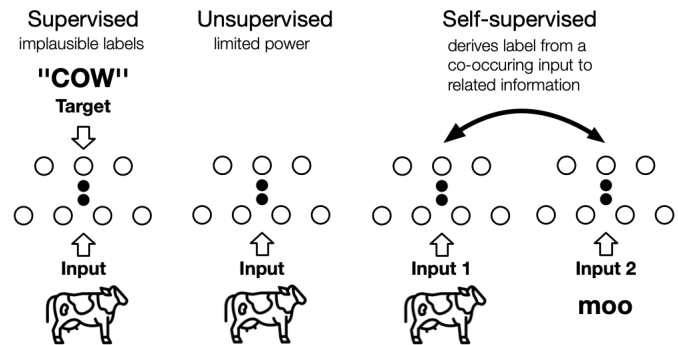 Supervised
implausible labels
"COW"
Target
Input
Unsupervised
limited power
Input
Self-supervised
derives label from a
co-occuring input to
related information
Input 1
Input 2
moo